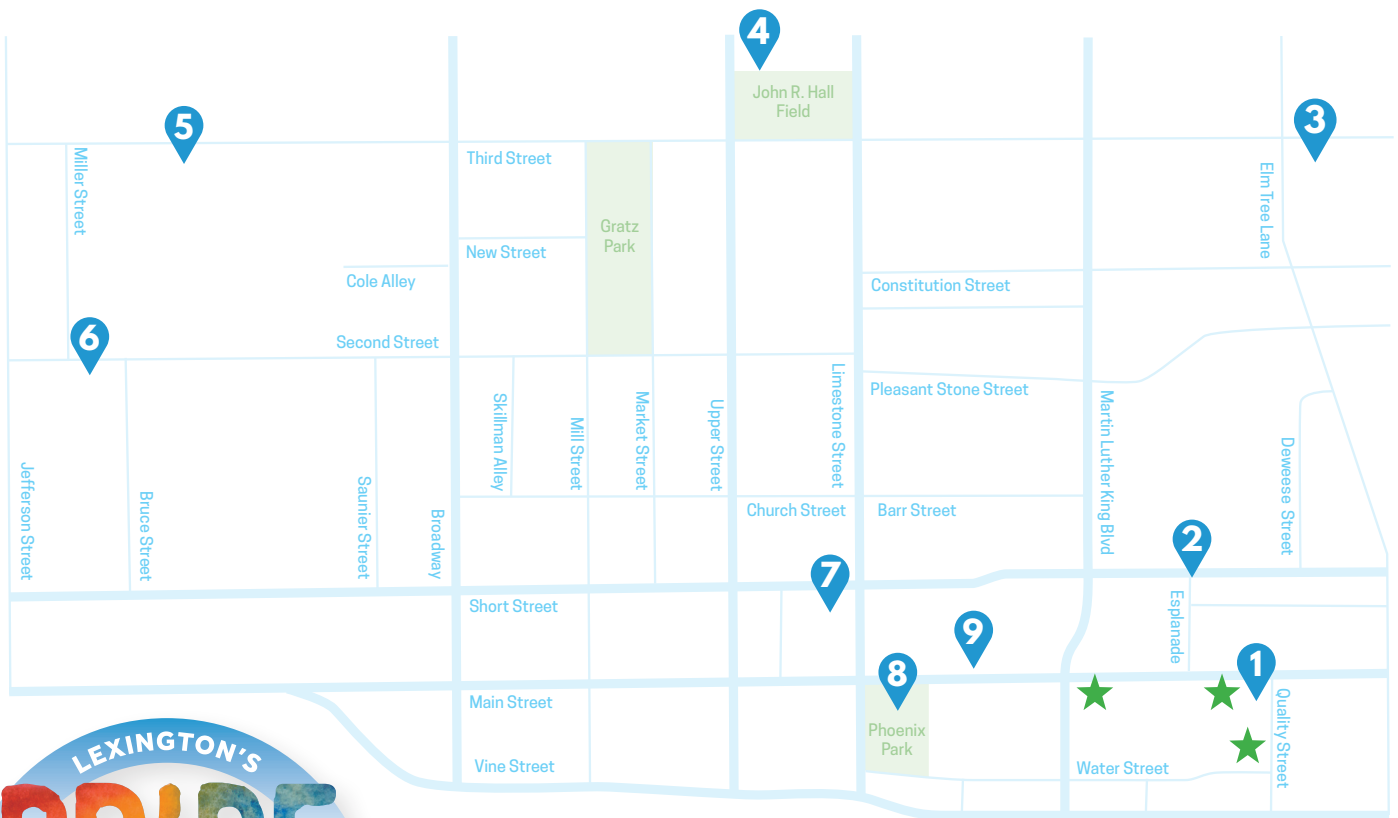 4
John R. Hall
Field
5
3
Miller Street
Third Street
Elm Tree Lane
Gratz
Park
New Street
Cole Alley
Constitution Street
6
Second Street
Skillman Alley
Mill Street
Market Street
Upper Street
Limestone Street
Pleasant Stone Street
Martin Luther King Blvd
Deweese Street
Jefferson Street
Bruce Street
Saunier Street
Broadway
Church Street
Barr Street
2
7
Short Street
Esplanade
9
8
1
Main Street
Phoenix
Park
Quality Street
Vine Street
Water Street
LEXINGTON'S
PRIDE